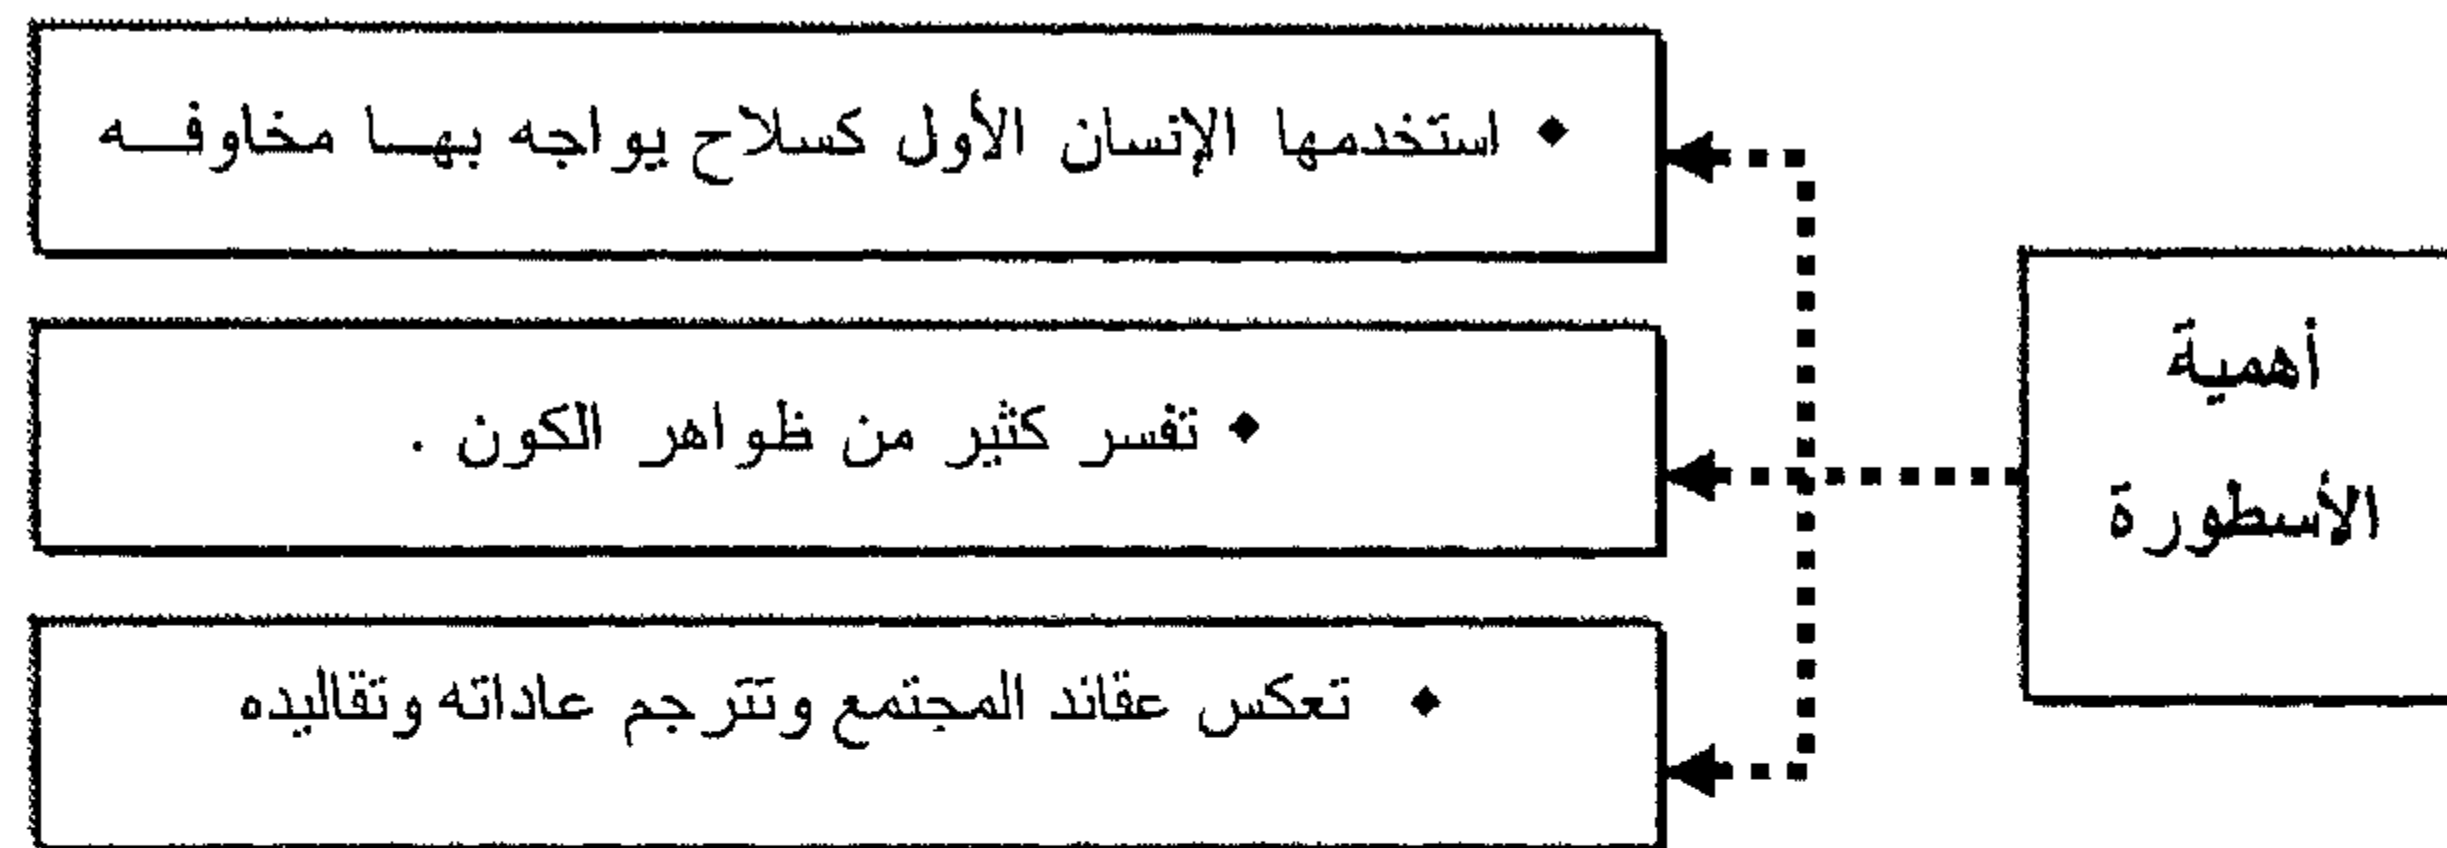 أهمية
الأسطورة
♦ استخدمها الإنسان الأول كسلاح يواجه بها مخاوفه
♦ تفسر كثير من ظواهر الكون .
♦ تعكس عقائد المجتمع وتترجم عاداته وتقاليده